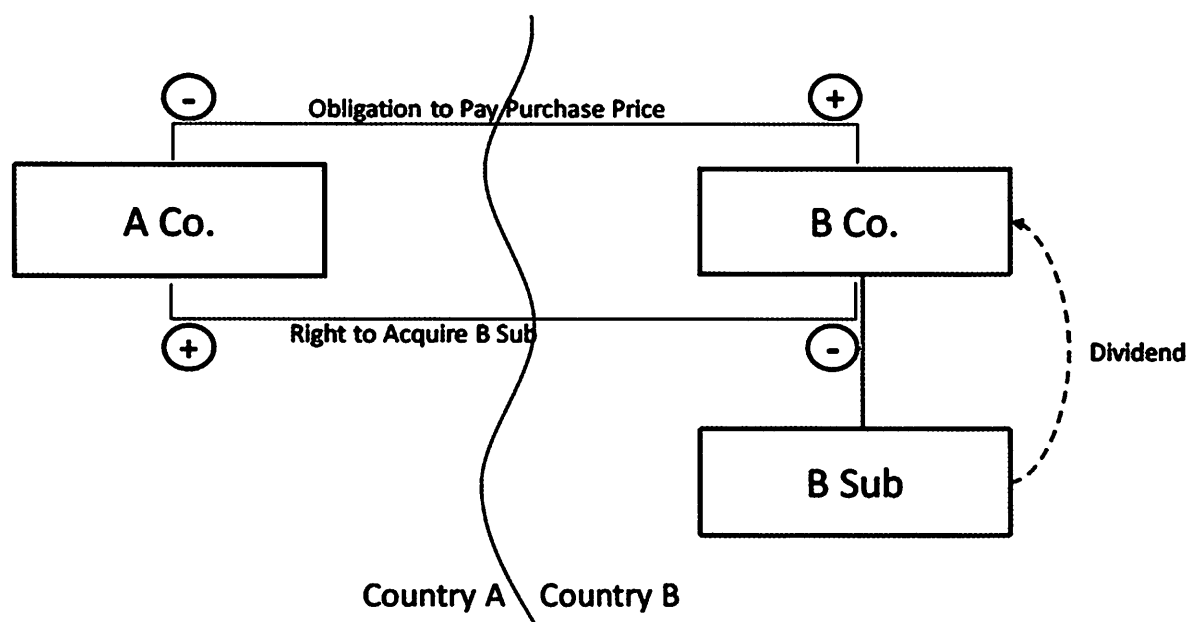 -
+
Obligation to Pay Purchase Price
A Co.
B Co.
Right to Acquire B Sub
+
-
Dividend
B Sub
Country A
Country B